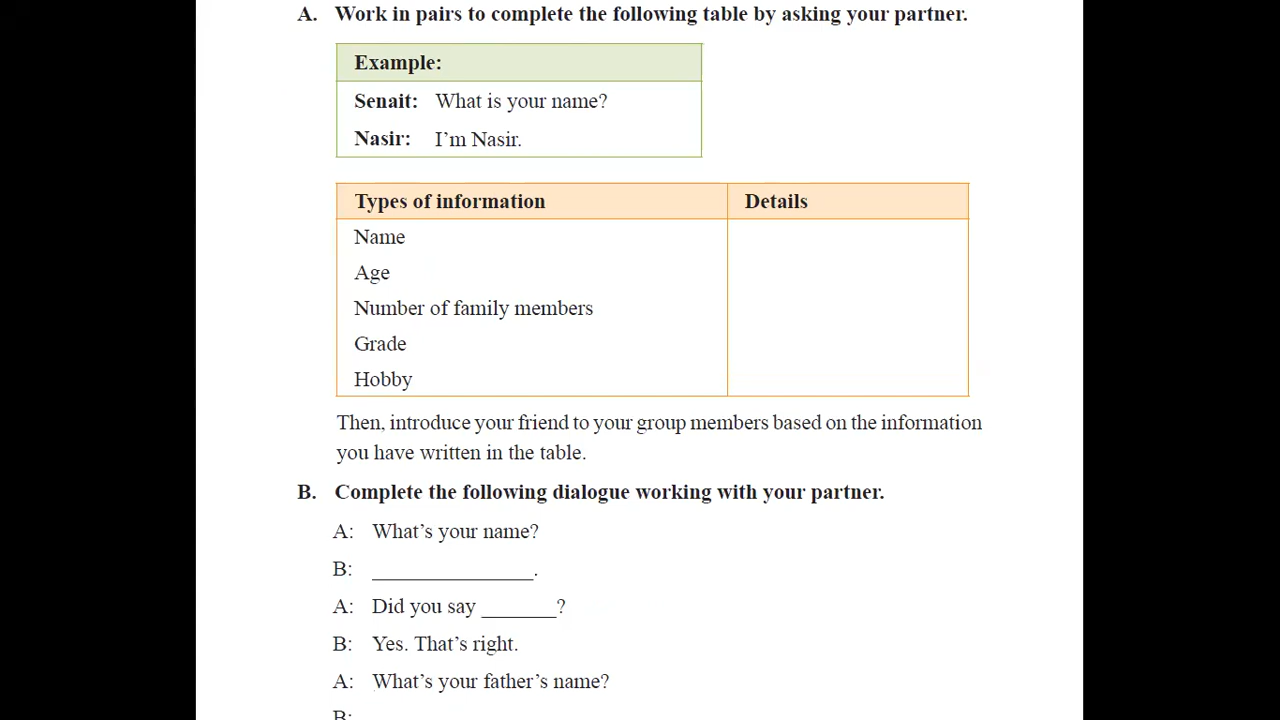 A. Work in pairs to complete the following table by asking your partner.
Example:
Senait: What is your name?
Nasir: I’m Nasir.
Types of information Details
Name
Age
Number of family members
Grade
Hobby
Then, introduce your friend to your group members based on the information
you have written in the table.
B. Complete the following dialogue working with your partner.
A: What’s your name?
B: _______________.
A: Did you say _______?
B: Yes. That’s right.
A: What’s your father’s name?
B: